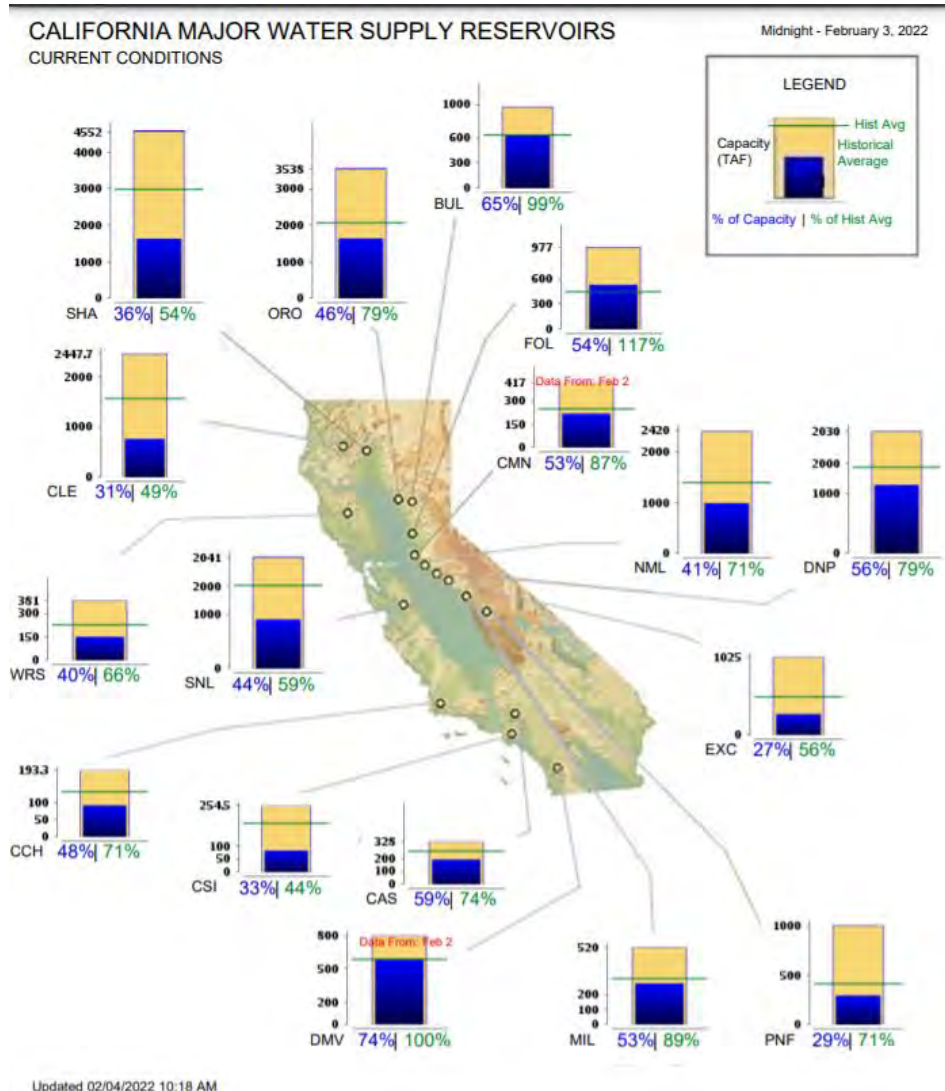 CALIFORNIA MAJOR WATER SUPPLY RESERVOIRS
CURRENT CONDITIONS
Midnight - February 3, 2022
LEGEND
Hist Avg
Capacity
(TAF)
Historical
Average
% of Capacity | % of Hist Avg
4552
4000
3000
2000
1000
0
SHA 36%| 54%
3538
3000
2000
1000
0
ORO 46%| 79%
1000
600
300
0
BUL 65%| 99%
977
600
300
0
FOL 54%| 117%
2447.7
2000
1000
0
CLE 31%| 49%
Data From: Feb 2
417
300
150
0
CMN 53%| 87%
2420
2000
1000
0
NML 41%| 71%
2030
2000
1000
0
DNP 56%| 79%
381
300
150
0
WRS 40%| 66%
2041
2000
1000
0
SNL 44%| 59%
1025
0
EXC 27%| 56%
193.3
100
50
0
CCH 48%| 71%
254.5
100
50
0
CSI 33%| 44%
325
200
100
0
CAS 59%| 74%
Data From: Feb 2
800
500
200
0
DMV 74%| 100%
520
200
100
0
MIL 53%| 89%
1000
500
0
PNF 29%| 71%
Updated 02/04/2022 10:18 AM